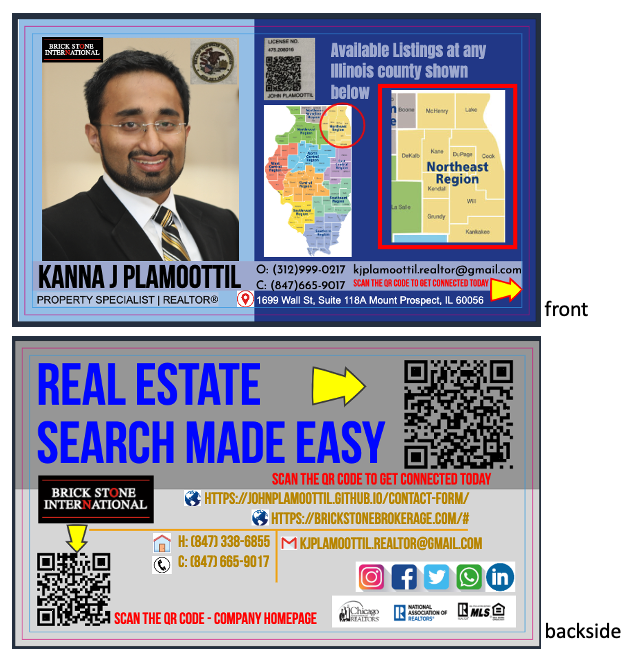 BRICK STONE
INTERNATIONAL
LICENSE NO.
475.206016
JOHN PLAMOOTTIL
Available Listings at any
Illinois county shown
below
Northeast
Region
Boone
McHenry
Lake
DeKalb
Kane
DuPage
Cook
Northeast
Region
Kendall
La Salle
Will
Grundy
Kankakee
KANNA J PLAMOOTTIL
PROPERTY SPECIALIST | REALTOR®
O: (312)999-0217 kjplamoottil.realtor@gmail.com
C: (847)665-9017 SCAN THE QR CODE TO GET CONNECTED TODAY
1699 Wall St, Suite 118A Mount Prospect, IL 60056
front
REAL ESTATE
SEARCH MADE EASY
SCAN THE QR CODE TO GET CONNECTED TODAY
BRICK STONE
INTERNATIONAL
HTTPS://JOHNPLAMOOTTIL.GITHUB.IO/CONTACT-FORM/
HTTPS://BRICKSTONEBROKERAGE.COM/#
H: (847) 338-6855
C: (847) 665-9017
KJPLAMOOTTIL.REALTOR@GMAIL.COM
SCAN THE QR CODE - COMPANY HOMEPAGE
in
Chicago
REALTORS
NATIONAL
ASSOCIATION OF
REALTORS®
R
MLS
backside